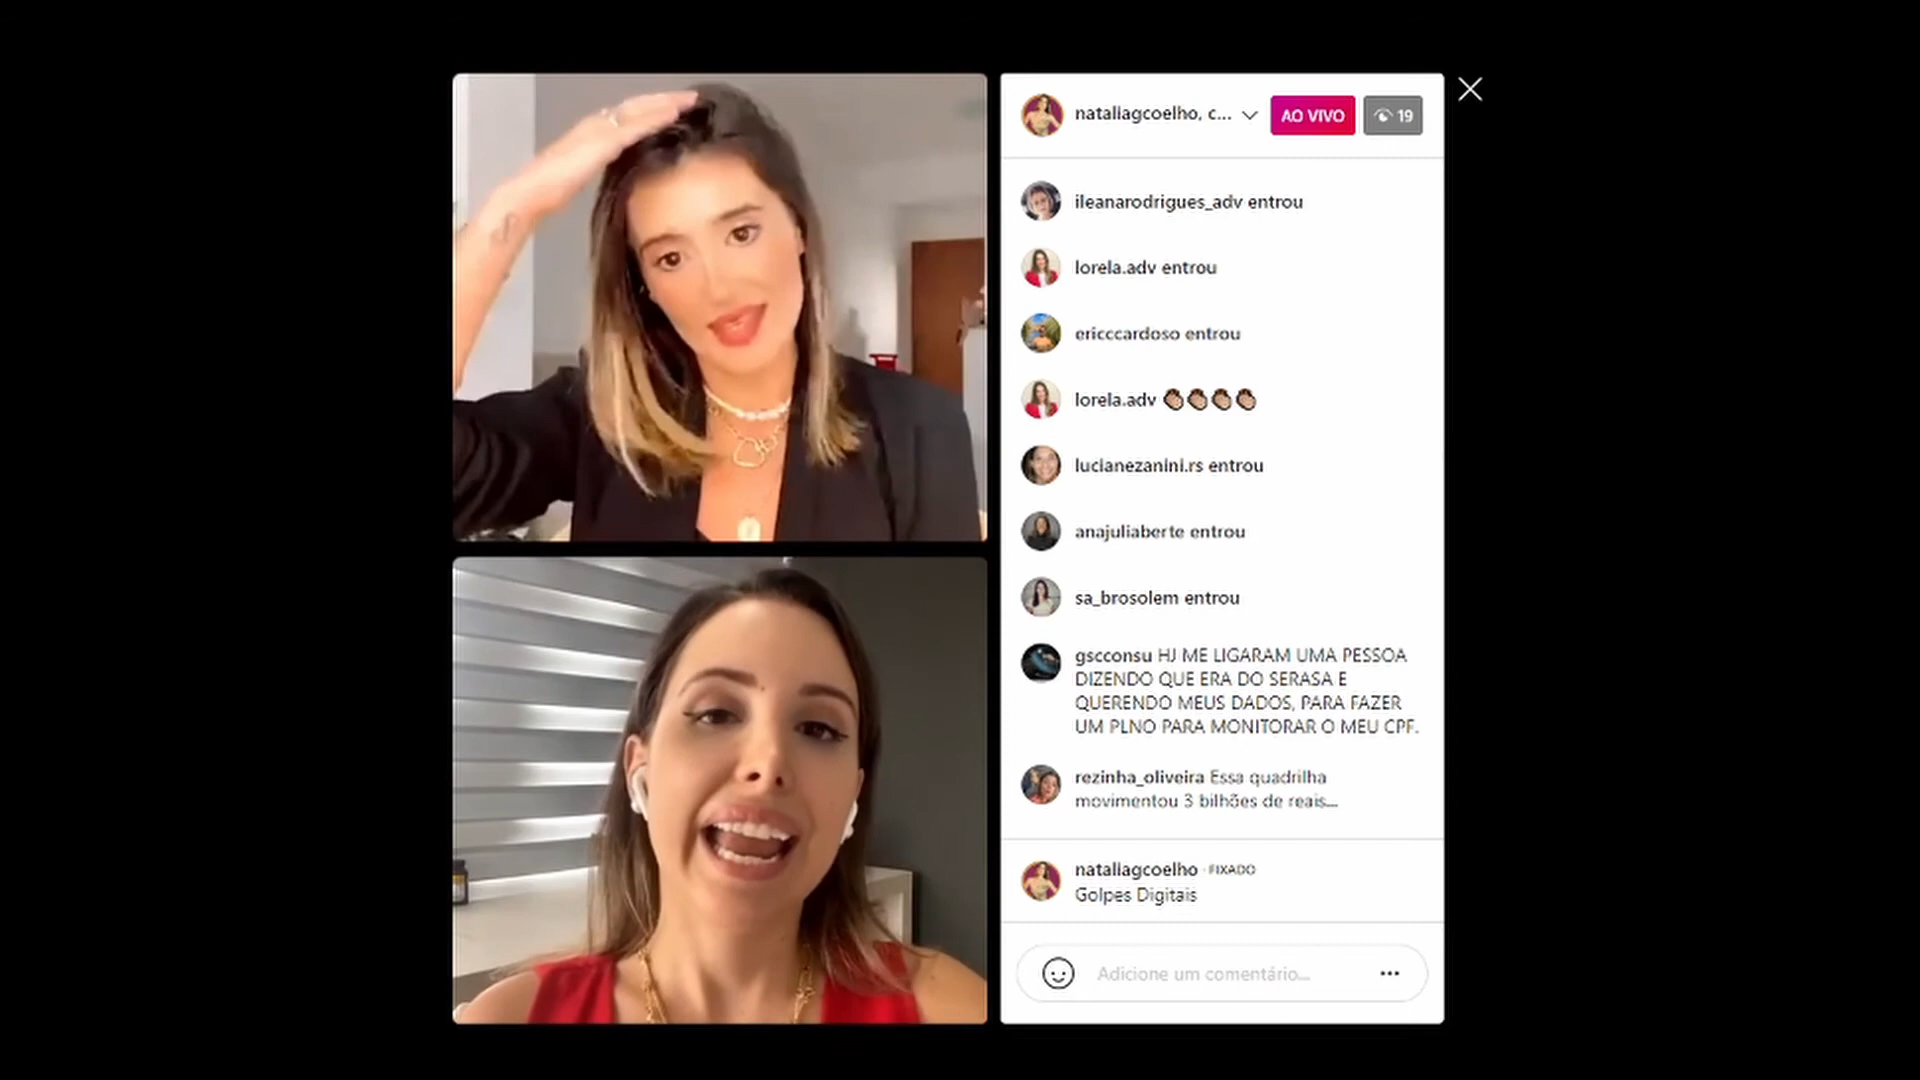 nataliagcoelho, c...
AO VIVO
19
ileanarodrigues_adv entrou
lorela.adv entrou
ericccardoso entrou
lorela.adv 👏🏼👏🏼👏🏼👏🏼
lucianezanini.rs entrou
anajuliaberte entrou
sa_brosolem entrou
gscconsu HJ ME LIGARAM UMA PESSOA
DIZENDO QUE ERA DO SERASA E
QUERENDO MEUS DADOS, PARA FAZER
UM PLNO PARA MONITORAR O MEU CPF.
rezinha_oliveira Essa quadrilha
movimentou 3 bilhões de reais...
nataliagcoelho · FIXADO
Golpes Digitais
Adicione um comentário...